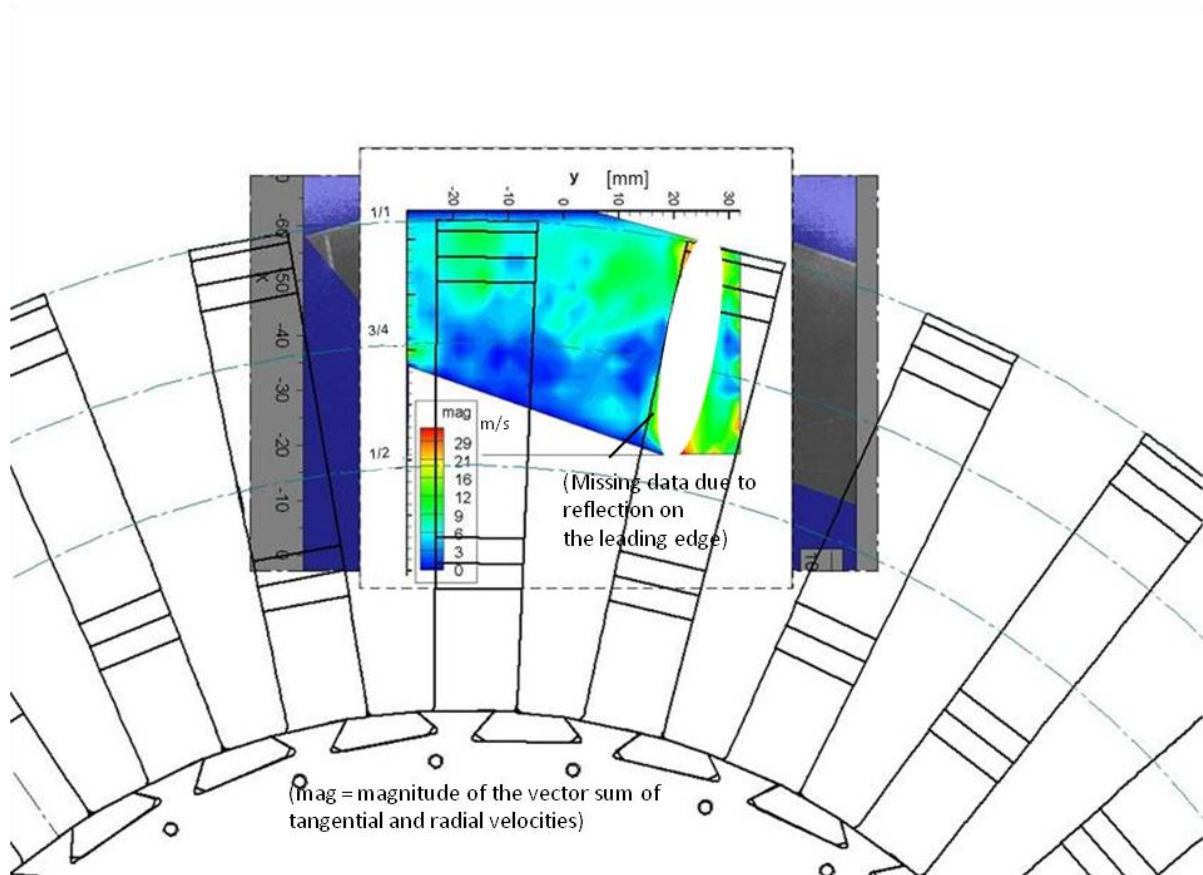 y [mm]
-20 -10 0 10 20 30
1/1
3/4
1/2
0 -60 -50 -40 -30 -20 -10 0
X
mag
m/s
29
21
16
12
9
6
3
0
(Missing data due to
reflection on
the leading edge)
10
(mag = magnitude of the vector sum of
tangential and radial velocities)